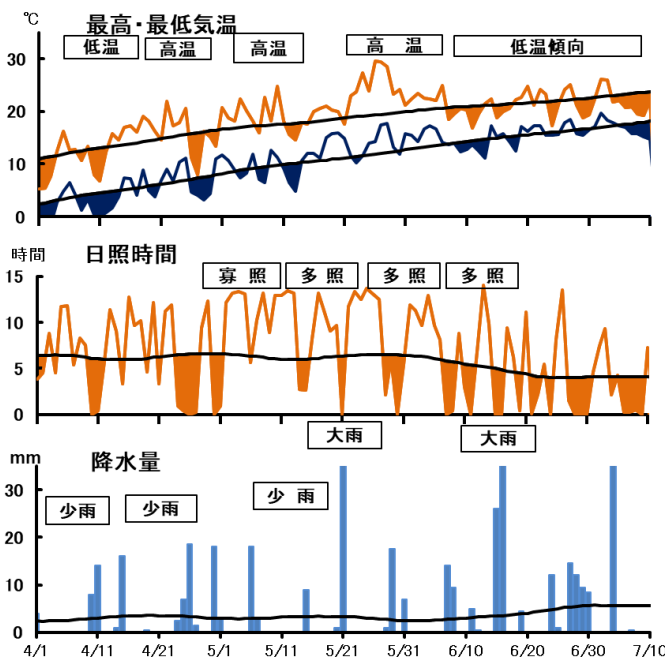 ℃
最高・最低気温
低温
高温
高温
高　温
低温傾向
30
20
10
0
時間
日照時間
寡 照
多 照
多 照
多 照
15
10
5
0
大雨
大雨
mm
降水量
少雨
少雨
少 雨
30
20
10
0
4/1 4/11 4/21 5/1 5/11 5/21 5/31 6/10 6/20 6/30 7/10